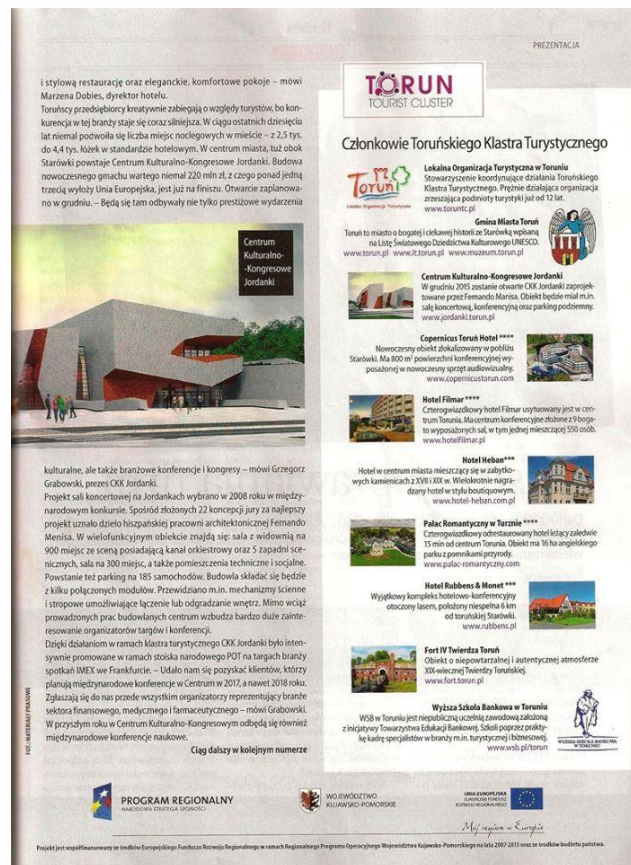 PREZENTACJA
i stylową restaurację oraz eleganckie, komfortowe pokoje – mówi
Marzena Dobies, dyrektor hotelu.
Toruńscy przedsiębiorcy kreatywnie zabiegają o względy turystów, bo kon-
kurencja w tej branży staje się coraz silniejsza. W ciągu ostatnich dziesięciu
lat niemal podwoiła się liczba miejsc noclegowych w mieście – z 2,5 tys.
do 4,4 tys. łóżek w standardzie hotelowym. W centrum miasta, tuż obok
Starówki powstaje Centrum Kulturalno-Kongresowe Jordanki. Budowa
nowoczesnego gmachu wartego niemal 220 mln zł, z czego ponad jedną
trzecią wyłoży Unia Europejska, jest już na finiszu. Otwarcie zaplanowa-
no w grudniu. – Będą się tam odbywały nie tylko prestiżowe wydarzenia
Centrum
Kulturalno-
-Kongresowe
Jordanki
kulturalne, ale także branżowe konferencje i kongresy – mówi Grzegorz
Grabowski, prezes CKK Jordanki.
Projekt sali koncertowej na Jordankach wybrano w 2008 roku w między-
narodowym konkursie. Spośród złożonych 22 koncepcji jury za najlepszy
projekt uznało dzieło hiszpańskiej pracowni architektonicznej Fernando
Menisa. W wielofunkcyjnym obiekcie znajdą się: sala z widownią na
900 miejsc ze sceną posiadającą kanał orkiestrowy oraz 5 zapadni sce-
nicznych, sala na 300 miejsc, a także pomieszczenia techniczne i socjalne.
Powstanie też parking na 185 samochodów. Budowla składać się będzie
z kilku połączonych modułów. Przewidziano m.in. mechanizmy ścienne
i stropowe umożliwiające łączenie lub odgradzanie wnętrz. Mimo wciąż
prowadzonych prac budowlanych centrum wzbudza bardzo duże zainte-
resowanie organizatorów targów i konferencji.
Dzięki działaniom w ramach klastra turystycznego CKK Jordanki było inten-
sywnie promowane w ramach stoiska narodowego POT na targach branży
spotkań IMEX we Frankfurcie. – Udało nam się pozyskać klientów, którzy
planują międzynarodowe konferencje w Centrum w 2017, a nawet 2018 roku.
Zgłaszają się do nas przede wszystkim organizatorzy reprezentujący branże
sektora finansowego, medycznego i farmaceutycznego – mówi Grabowski.
W przyszłym roku w Centrum Kulturalno-Kongresowym odbędą się również
międzynarodowe konferencje naukowe.
Ciąg dalszy w kolejnym numerze
FOT.: MATERIAŁY PRASOWE
TORUN
TOURIST CLUSTER
Członkowie Toruńskiego Klastra Turystycznego
Toruń
Lokalna Organizacja Turystyczna
Lokalna Organizacja Turystyczna w Toruniu
Stowarzyszenie koordynujące działania Toruńskiego
Klastra Turystycznego. Prężnie działająca organizacja
zrzeszająca podmioty turystyki już od 12 lat.
www.toruntc.pl
Gmina Miasta Toruń
Toruń to miasto o bogatej i ciekawej historii ze Starówką wpisaną
na Listę Światowego Dziedzictwa Kulturowego UNESCO.
www.torun.pl www.it.torun.pl www.muzeum.torun.pl
Centrum Kulturalno-Kongresowe Jordanki
W grudniu 2015 zostanie otwarte CKK Jordanki zaprojek-
towane przez Fernando Manisa. Obiekt będzie miał m.in.
salę koncertową, konferencyjną oraz parking podziemny.
www.jordanki.torun.pl
Copernicus Toruń Hotel ****
Nowoczesny obiekt zlokalizowany w pobliżu
Starówki. Ma 800 m² powierzchni konferencyjnej wy-
posażonej w nowoczesny sprzęt audiowizualny.
www.copernicustorun.com
Hotel Filmar ****
Czterogwiazdkowy hotel Filmar usytuowany jest w cen-
trum Torunia. Ma centrum konferencyjne złożone z 9 boga-
to wyposażonych sal, w tym jednej mieszczącej 550 osób.
www.hotelfilmar.pl
Hotel Heban***
Hotel w centrum miasta mieszczący się w zabytko-
wych kamienicach z XVII i XIX w. Wielokrotnie nagra-
dzany hotel w stylu boutiquowym.
www.hotel-heban.com.pl
Pałac Romantyczny w Turznie ****
Czterogwiazdkowy odrestaurowany hotel leżący zaledwie
15 min od centrum Torunia. Obiekt ma 16 ha angielskiego
parku z pomnikami przyrody.
www.palac-romantyczny.com
Hotel Rubbens & Monet ***
Wyjątkowy kompleks hotelowo-konferencyjny
otoczony lasem, położony niespełna 6 km
od toruńskiej Starówki.
www.rubbens.pl
Fort IV Twierdza Toruń
Obiekt o niepowtarzalnej i autentycznej atmosferze
XIX-wiecznej Twierdzy Toruńskiej.
www.fort.torun.pl
Wyższa Szkoła Bankowa w Toruniu
WSB w Toruniu jest niepubliczną uczelnią zawodową założoną
z inicjatywy Towarzystwa Edukacji Bankowej. Szkoli poprzez prakty-
kę kadrę specjalistów w branży m.in. turystycznej i biznesowej.
www.wsb.pl/torun
WYŻSZA SZKOŁA BANKOWA
W TORUNIU
PROGRAM REGIONALNY
NARODOWA STRATEGIA SPÓJNOŚCI
WOJEWÓDZTWO
KUJAWSKO-POMORSKIE
UNIA EUROPEJSKA
EUROPEJSKI FUNDUSZ
ROZWOJU REGIONALNEGO
Mój region w Europie
Projekt jest współfinansowany ze środków Europejskiego Funduszu Rozwoju Regionalnego w ramach Regionalnego Programu Operacyjnego Województwa Kujawsko-Pomorskiego na lata 2007-2013 oraz ze środków budżetu państwa.